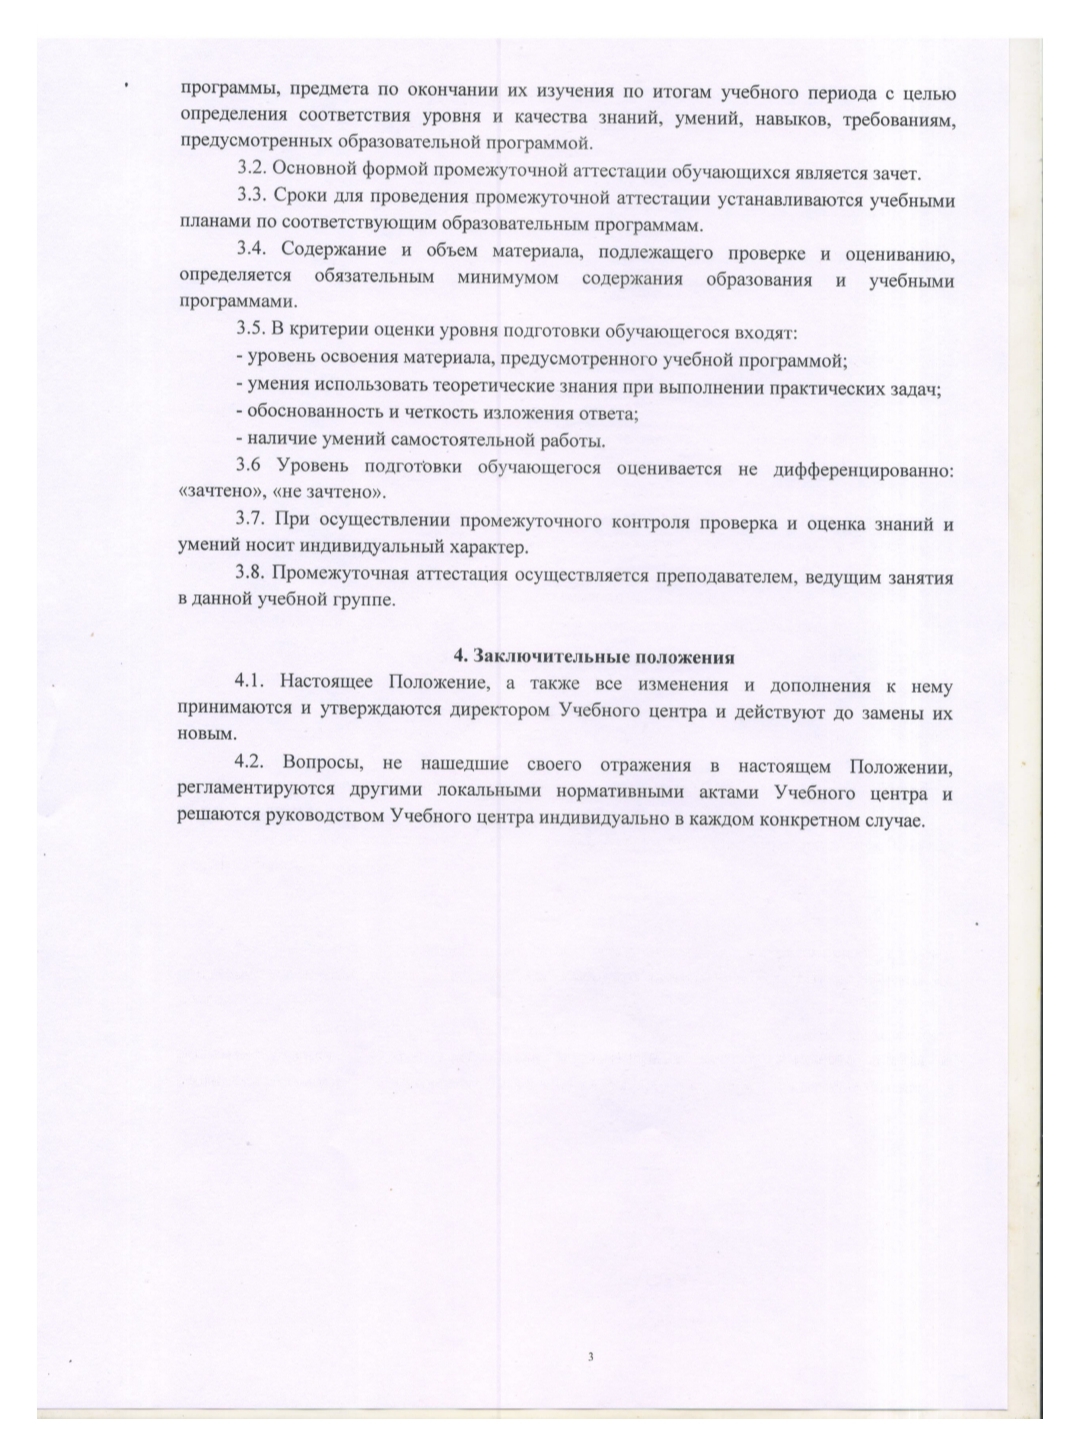 программы, предмета по окончании их изучения по итогам учебного периода с целью
определения соответствия уровня и качества знаний, умений, навыков, требованиям,
предусмотренных образовательной программой.
3.2. Основной формой промежуточной аттестации обучающихся является зачет.
3.3. Сроки для проведения промежуточной аттестации устанавливаются учебными
планами по соответствующим образовательным программам.
3.4. Содержание и объем материала, подлежащего проверке и оцениванию,
определяется обязательным минимумом содержания образования и учебными
программами.
3.5. В критерии оценки уровня подготовки обучающегося входят:
- уровень освоения материала, предусмотренного учебной программой;
- умения использовать теоретические знания при выполнении практических задач;
- обоснованность и четкость изложения ответа;
- наличие умений самостоятельной работы.
3.6 Уровень подготовки обучающегося оценивается не дифференцированно:
«зачтено», «не зачтено».
3.7. При осуществлении промежуточного контроля проверка и оценка знаний и
умений носит индивидуальный характер.
3.8. Промежуточная аттестация осуществляется преподавателем, ведущим занятия
в данной учебной группе.
4. Заключительные положения
4.1. Настоящее Положение, а также все изменения и дополнения к нему
принимаются и утверждаются директором Учебного центра и действуют до замены их
новым.
4.2. Вопросы, не нашедшие своего отражения в настоящем Положении,
регламентируются другими локальными нормативными актами Учебного центра и
решаются руководством Учебного центра индивидуально в каждом конкретном случае.
3